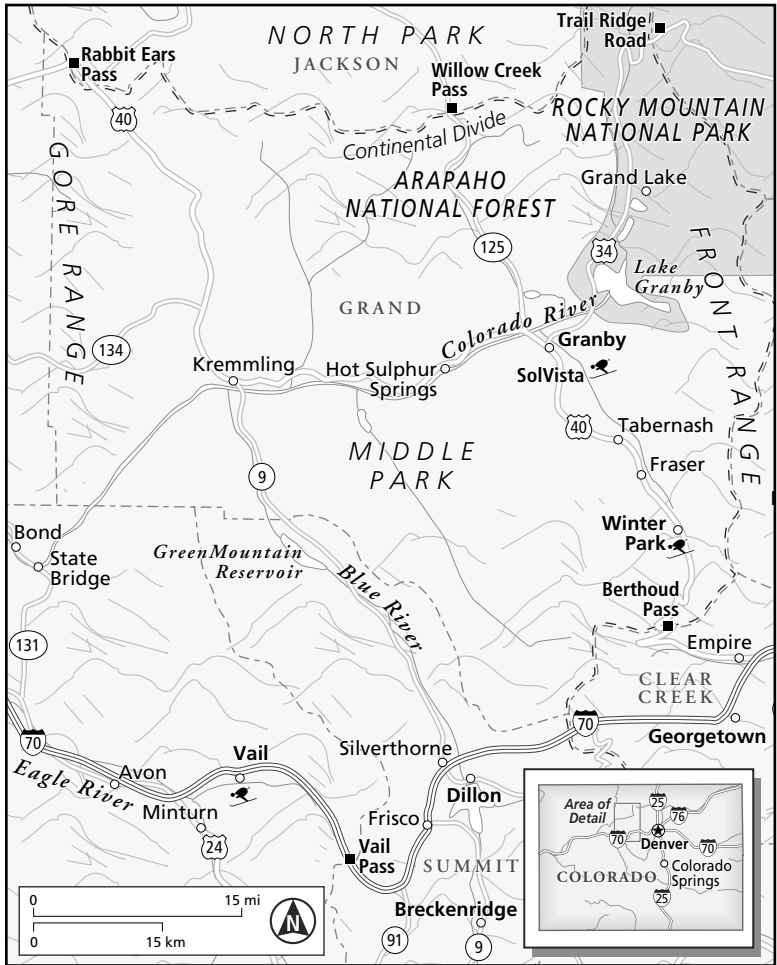 NORTH PARK
JACKSON
Trail Ridge
Road
Rabbit Ears
Pass
Willow Creek
Pass
ROCKY MOUNTAIN
NATIONAL PARK
40
Continental Divide
Grand Lake
ARAPAHO
NATIONAL FOREST
GORE RANGE
FRONT RANGE
125
34
Lake
Granby
GRAND
Colorado River
134
Granby
Kremmling
Hot Sulphur
Springs
SolVista
40
Tabernash
MIDDLE
PARK
Fraser
9
Winter
Park
Bond
State
Bridge
GreenMountain
Reservoir
Blue River
Berthoud
Pass
131
Empire
CLEAR
CREEK
70
70
Georgetown
Silverthorne
Vail
Eagle River
Avon
Dillon
Minturn
Frisco
24
Vail
Pass
SUMMIT
Breckenridge
91
9
0 15 mi
0 15 km
N
Area of
Detail
25
76
70
Denver
70
COLORADO
Colorado
Springs
25